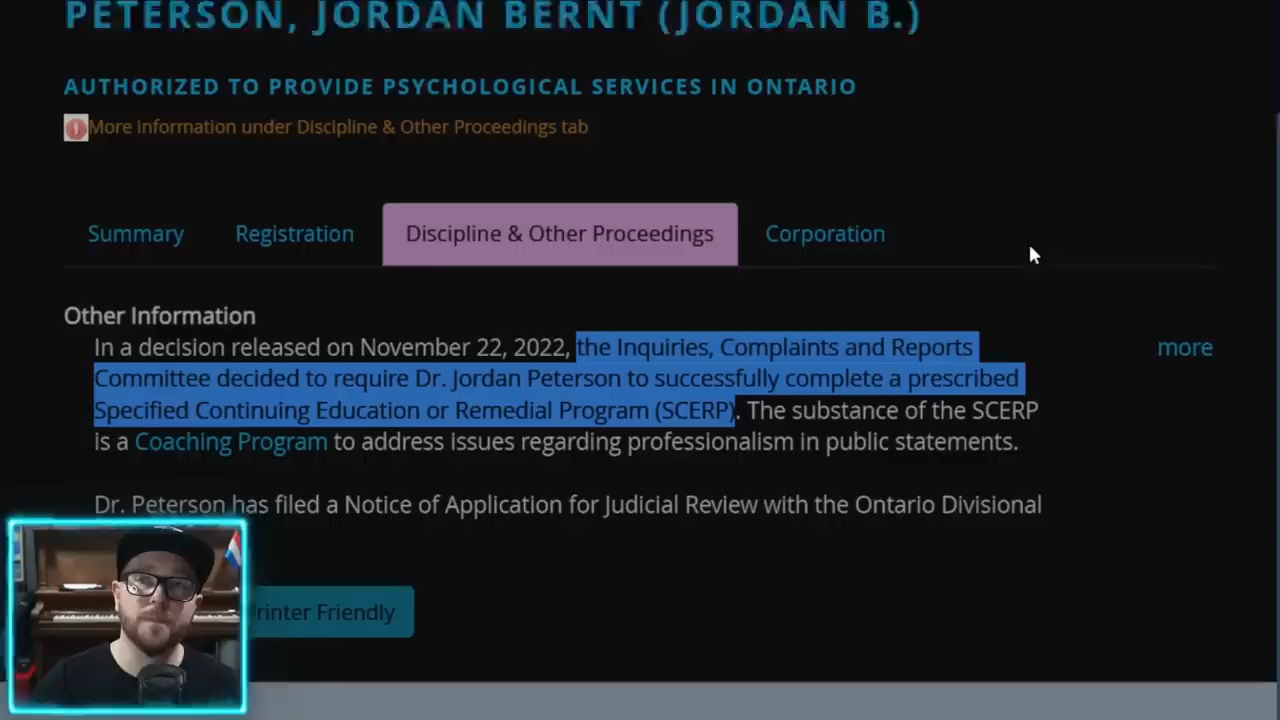 PETERSON, JORDAN BERNT (JORDAN B.)
AUTHORIZED TO PROVIDE PSYCHOLOGICAL SERVICES IN ONTARIO
More information under Discipline & Other Proceedings tab
Summary Registration Discipline & Other Proceedings Corporation
Other Information
In a decision released on November 22, 2022, the Inquiries, Complaints and Reports more
Committee decided to require Dr. Jordan Peterson to successfully complete a prescribed
Specified Continuing Education or Remedial Program (SCERP). The substance of the SCERP
is a Coaching Program to address issues regarding professionalism in public statements.
Dr. Peterson has filed a Notice of Application for Judicial Review with the Ontario Divisional
rinter Friendly